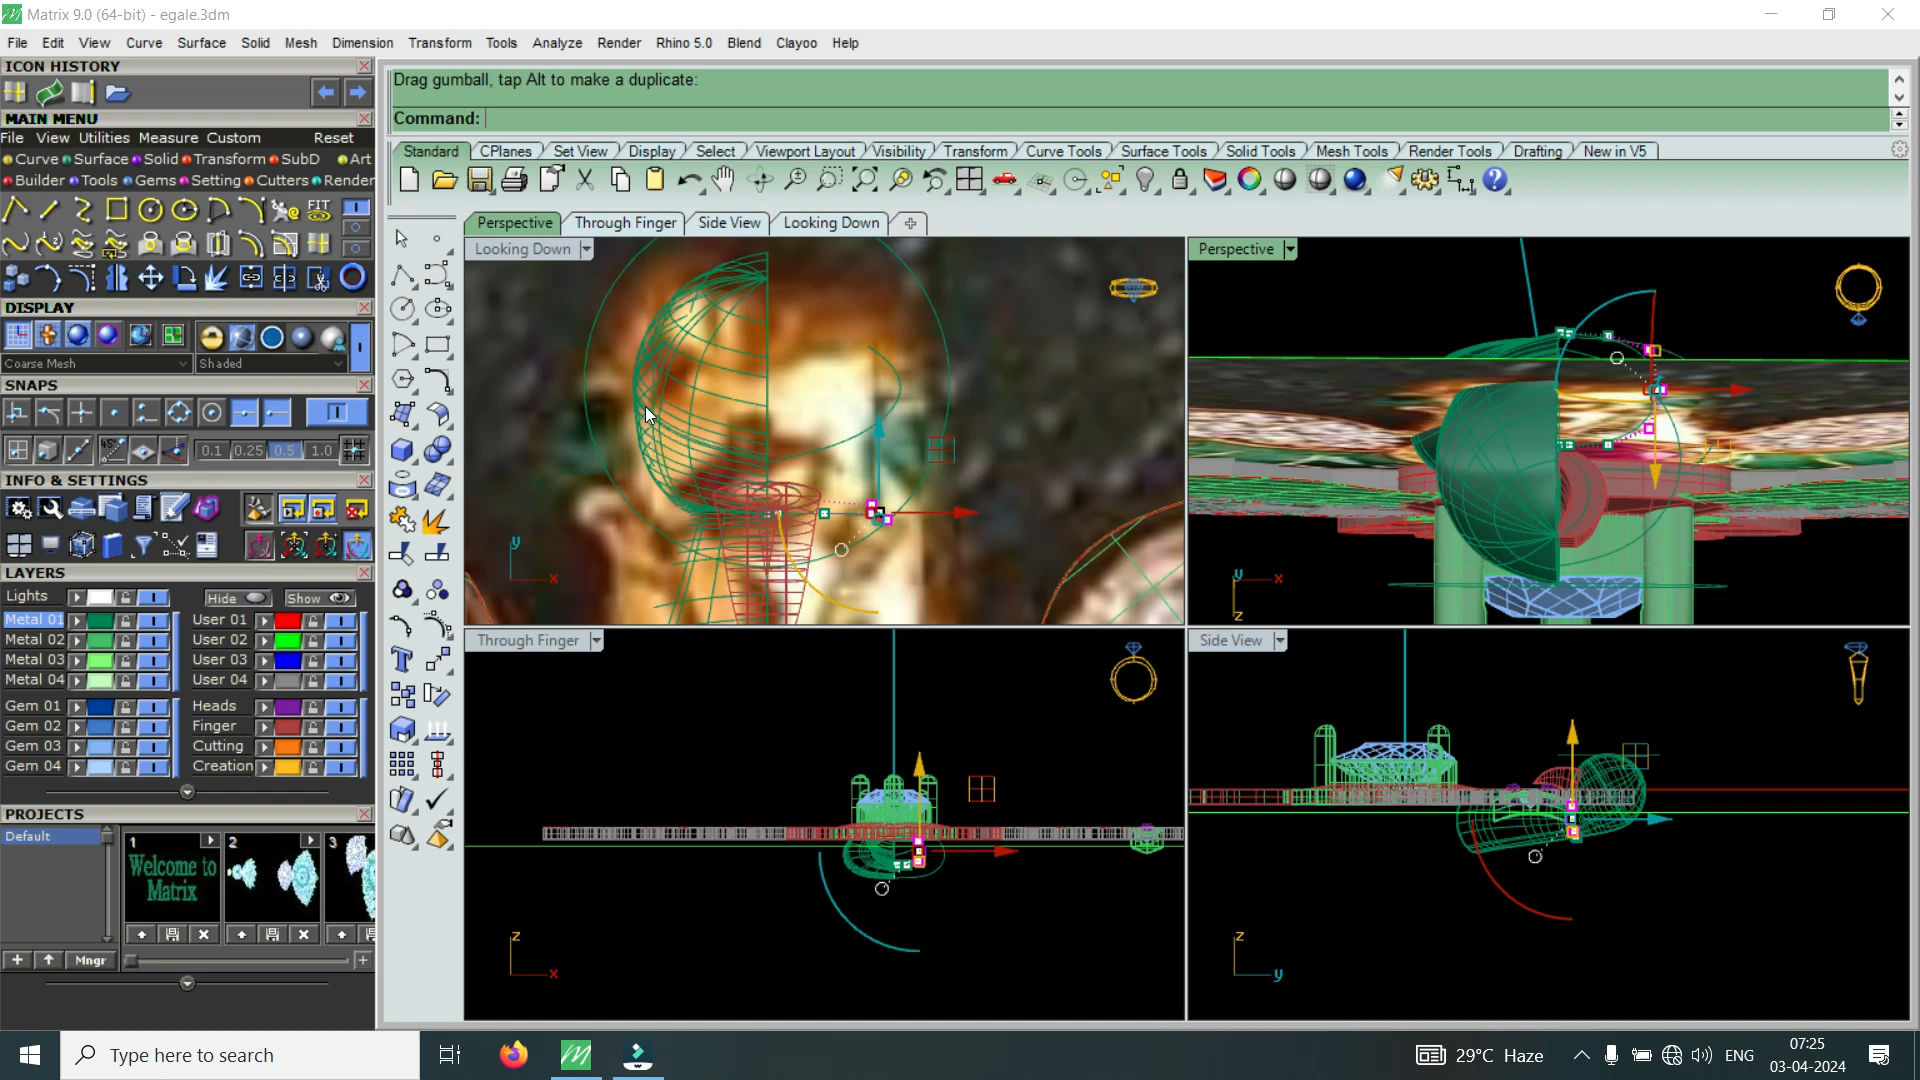 Matrix 9.0 (64-bit) - egale.3dm
File Edit View Curve Surface Solid Mesh Dimension Transform Tools Analyze Render Rhino 5.0 Blend Clayoo Help
ICON HISTORY
Drag gumball, tap Alt to make a duplicate:
Command:
MAIN MENU
File View Utilities Measure Custom Reset
Curve Surface Solid Transform SubD Art
Builder Tools Gems Setting Cutters Render
Standard CPlanes Set View Display Select Viewport Layout Visibility Transform Curve Tools Surface Tools Solid Tools Mesh Tools Render Tools Drafting New in V5
FIT
Perspective Through Finger Side View Looking Down
Looking Down
Perspective
DISPLAY
Coarse Mesh Shaded
SNAPS
0.1 0.25 0.5 1.0
INFO & SETTINGS
LAYERS
Lights Hide Show
Metal 01 User 01
Metal 02 User 02
Metal 03 User 03
Metal 04 User 04
Gem 01 Heads
Gem 02 Finger
Gem 03 Cutting
Gem 04 Creation
y
x
y
x
z
Through Finger
Side View
PROJECTS
Default
1 2 3
Welcome to
Matrix
Mngr
z
x
z
y
Type here to search
29°C Haze
ENG
07:25
03-04-2024